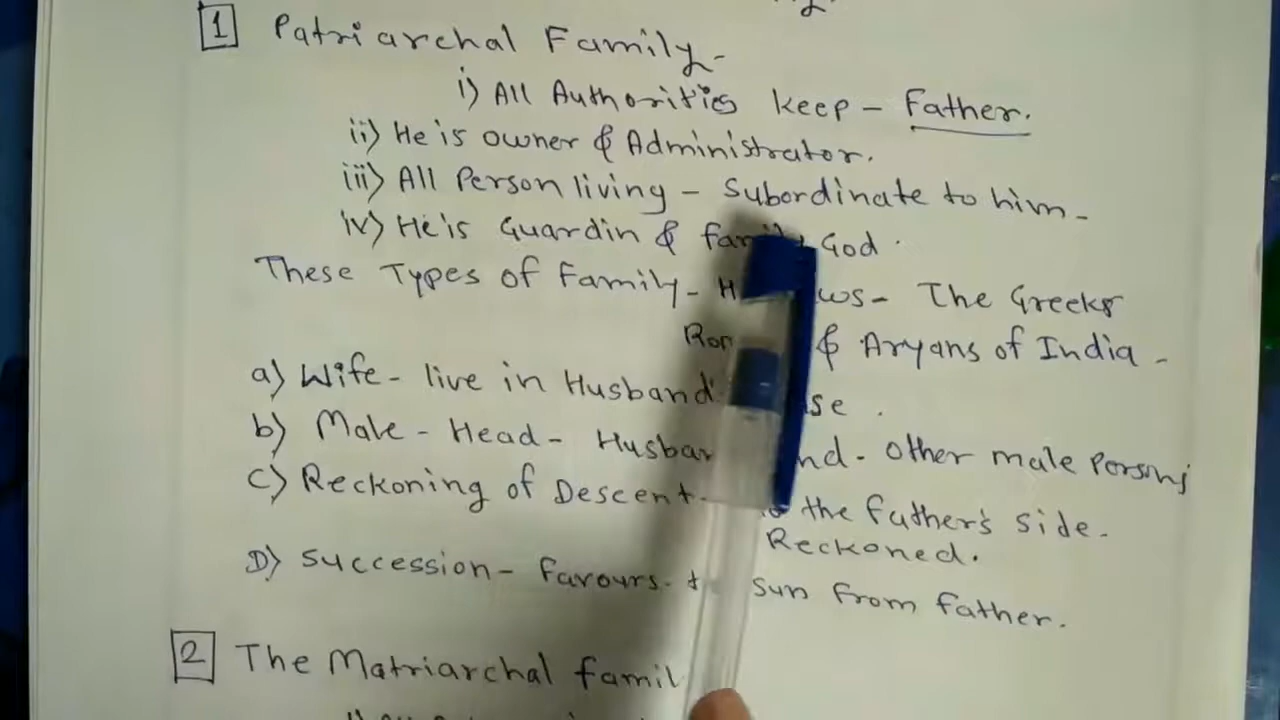 1 Patriarchal Family-
i) All Authorities keep - Father.
ii) He is owner & Administrator.
iii) All Person living - Subordinate to him -
iv) He is Guardin & family God.
These Types of Family - The Greeks
& Aryans of India -
a) Wife - live in Husband
b) Male - Head - Other male Persons
c) Reckoning of Descent - the father's side.
Reckoned.
D) Succession - favours - sun from father.
2 The Matriarchal